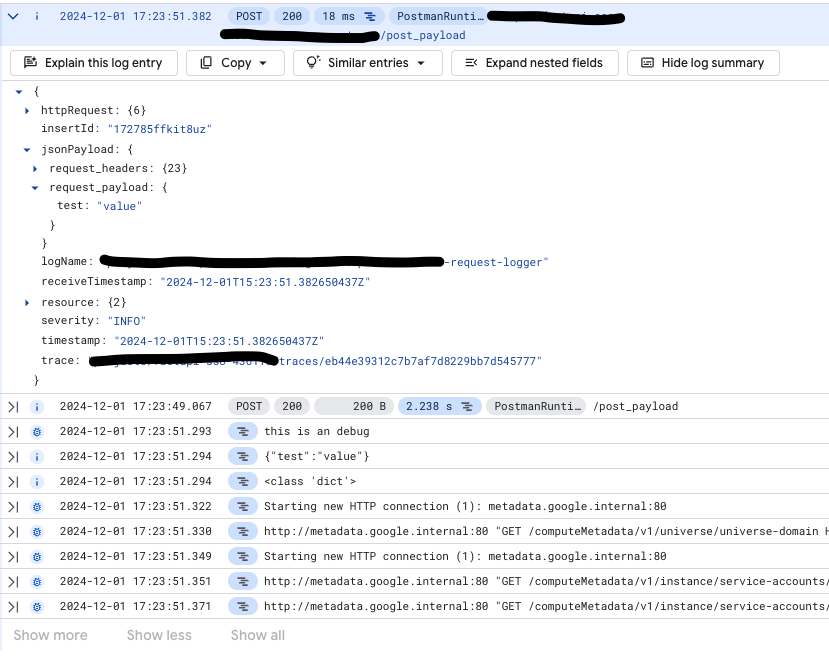 2024-12-01 17:23:51.382 POST 200 18 ms PostmanRunti…
/post_payload
Explain this log entry Copy Similar entries Expand nested fields Hide log summary
{
httpRequest: {6}
insertId: "172785ffkit8uz"
jsonPayload: {
request_headers: {23}
request_payload: {
test: "value"
}
}
logName: -request-logger"
receiveTimestamp: "2024-12-01T15:23:51.382650437Z"
resource: {2}
severity: "INFO"
timestamp: "2024-12-01T15:23:51.382650437Z"
trace: traces/eb44e39312c7b7af7d8229bb7d545777"
}
2024-12-01 17:23:49.067 POST 200 200 B 2.238 s PostmanRunti… /post_payload
2024-12-01 17:23:51.293 this is an debug
2024-12-01 17:23:51.294 {"test":"value"}
2024-12-01 17:23:51.294 <class 'dict'>
2024-12-01 17:23:51.322 Starting new HTTP connection (1): metadata.google.internal:80
2024-12-01 17:23:51.330 http://metadata.google.internal:80 "GET /computeMetadata/v1/universe/universe-domain H
2024-12-01 17:23:51.349 Starting new HTTP connection (1): metadata.google.internal:80
2024-12-01 17:23:51.351 http://metadata.google.internal:80 "GET /computeMetadata/v1/instance/service-accounts/
2024-12-01 17:23:51.371 http://metadata.google.internal:80 "GET /computeMetadata/v1/instance/service-accounts/
Show more Show less Show all